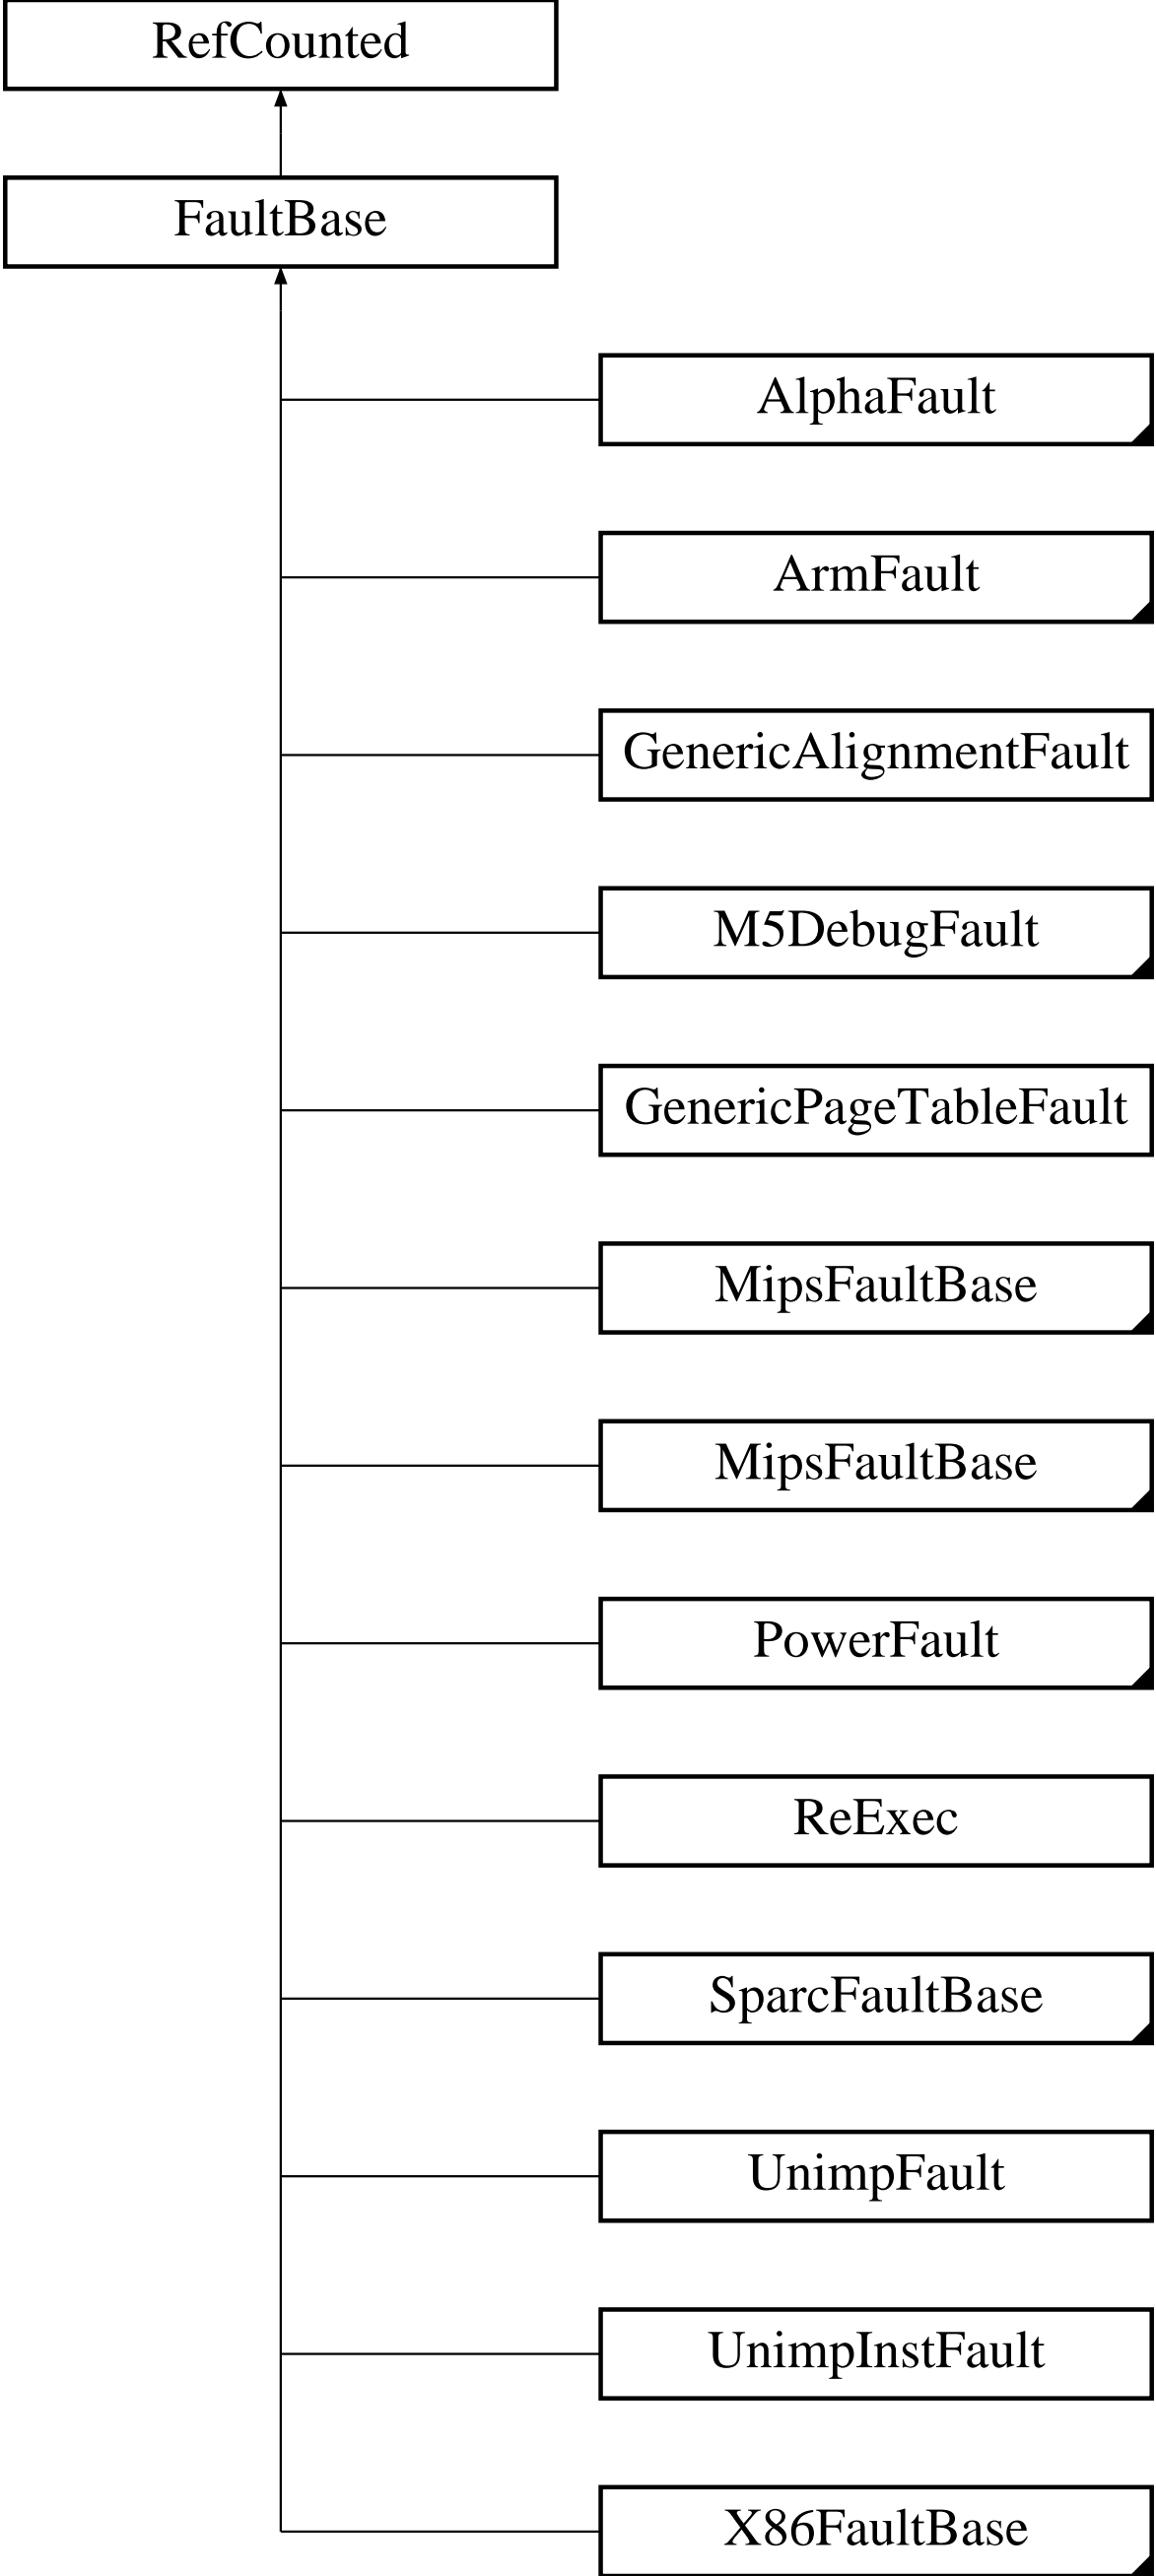 RefCounted
FaultBase
AlphaFault
ArmFault
GenericAlignmentFault
M5DebugFault
GenericPageTableFault
MipsFaultBase
MipsFaultBase
PowerFault
ReExec
SparcFaultBase
UnimpFault
UnimpInstFault
X86FaultBase